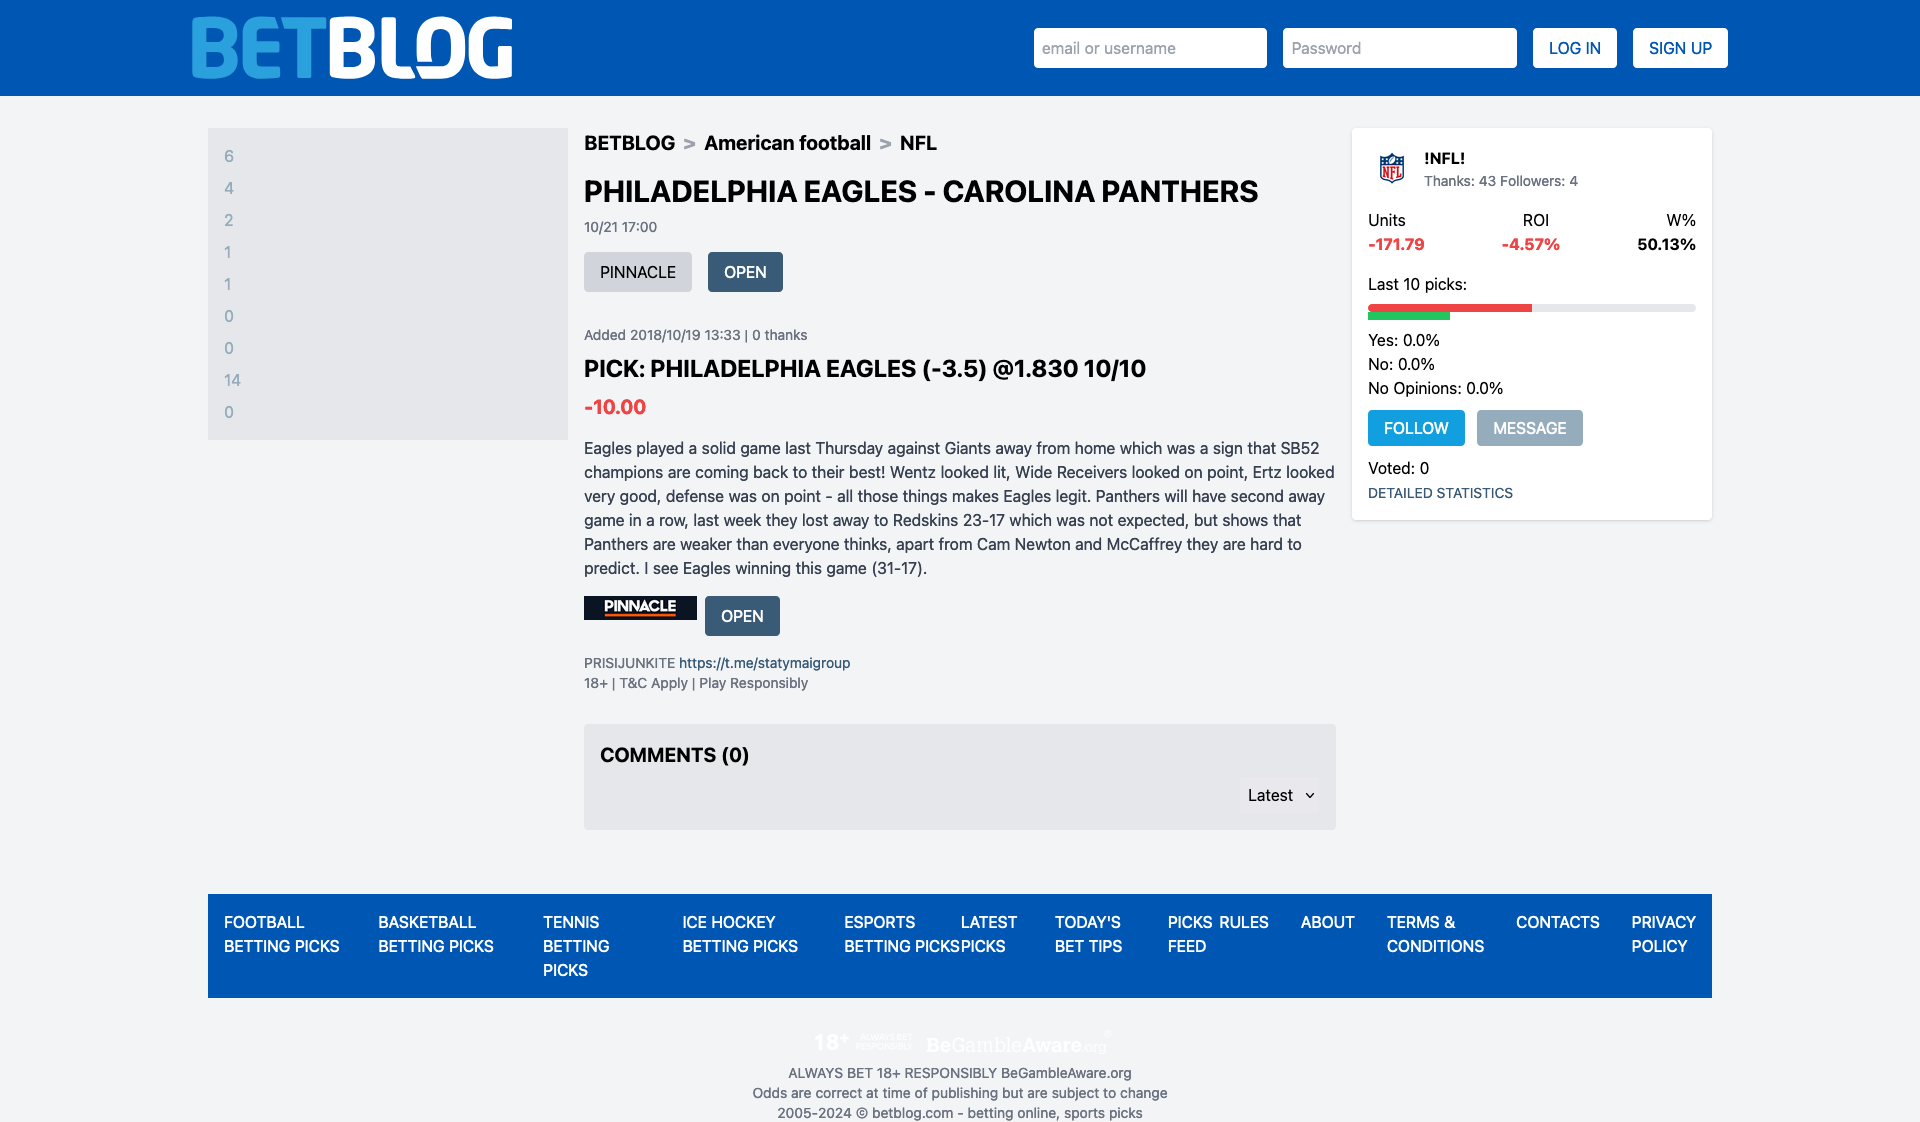 BETBLOG
email or username
Password
LOG IN
SIGN UP
6
4
2
1
1
0
0
14
0
BETBLOG > American football > NFL
PHILADELPHIA EAGLES - CAROLINA PANTHERS
10/21 17:00
PINNACLE
OPEN
Added 2018/10/19 13:33 | 0 thanks
PICK: PHILADELPHIA EAGLES (-3.5) @1.830 10/10
-10.00
Eagles played a solid game last Thursday against Giants away from home which was a sign that SB52
champions are coming back to their best! Wentz looked lit, Wide Receivers looked on point, Ertz looked
very good, defense was on point - all those things makes Eagles legit. Panthers will have second away
game in a row, last week they lost away to Redskins 23-17 which was not expected, but shows that
Panthers are weaker than everyone thinks, apart from Cam Newton and McCaffrey they are hard to
predict. I see Eagles winning this game (31-17).
PINNACLE
OPEN
PRISIJUNKITE https://t.me/statymaigroup
18+ | T&C Apply | Play Responsibly
COMMENTS (0)
Latest
NFL
!NFL!
Thanks: 43 Followers: 4
Units ROI W%
-171.79 -4.57% 50.13%
Last 10 picks:
Yes: 0.0%
No: 0.0%
No Opinions: 0.0%
FOLLOW
MESSAGE
Voted: 0
DETAILED STATISTICS
FOOTBALL
BETTING PICKS
BASKETBALL
BETTING PICKS
TENNIS
BETTING
PICKS
ICE HOCKEY
BETTING PICKS
ESPORTS
BETTING PICKS
LATEST
PICKS
TODAY'S
BET TIPS
PICKS
FEED
RULES
ABOUT
TERMS &
CONDITIONS
CONTACTS
PRIVACY
POLICY
18+ ALWAYS BET
RESPONSIBLY
BeGambleAware.org
ALWAYS BET 18+ RESPONSIBLY BeGambleAware.org
Odds are correct at time of publishing but are subject to change
2005-2024 © betblog.com - betting online, sports picks